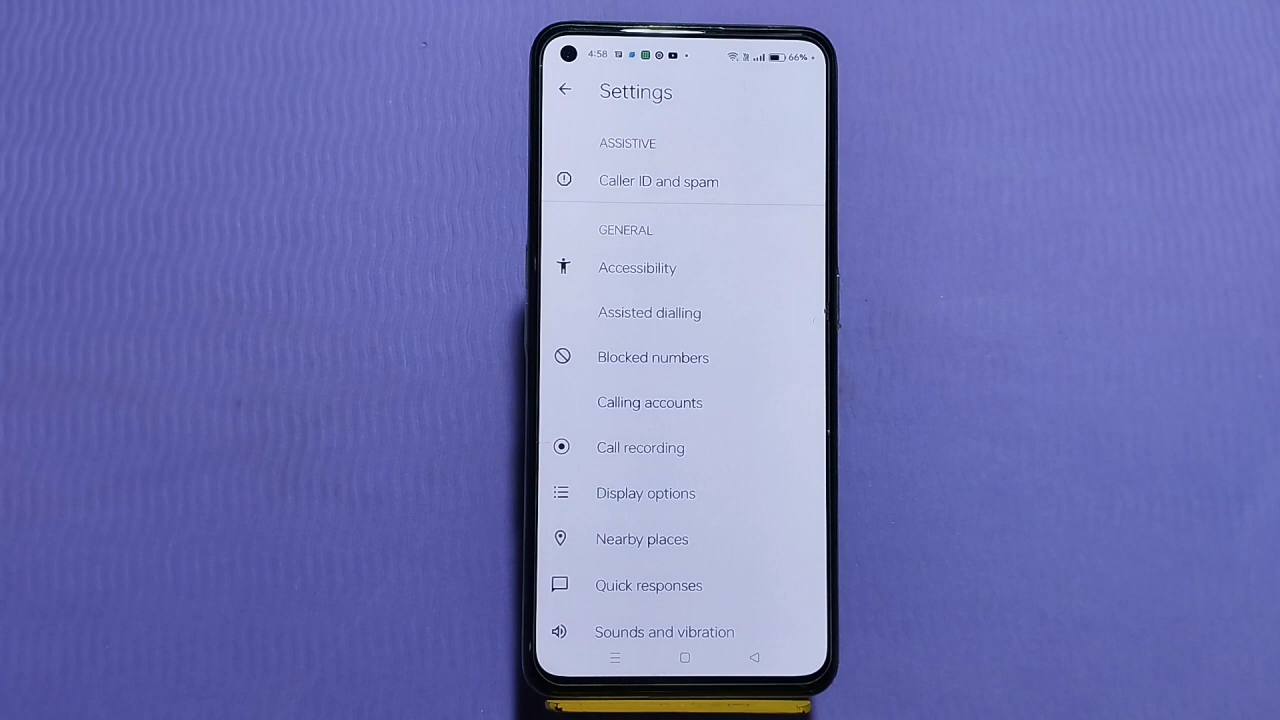 4:58
66%
Settings
ASSISTIVE
Caller ID and spam
GENERAL
Accessibility
Assisted dialling
Blocked numbers
Calling accounts
Call recording
Display options
Nearby places
Quick responses
Sounds and vibration